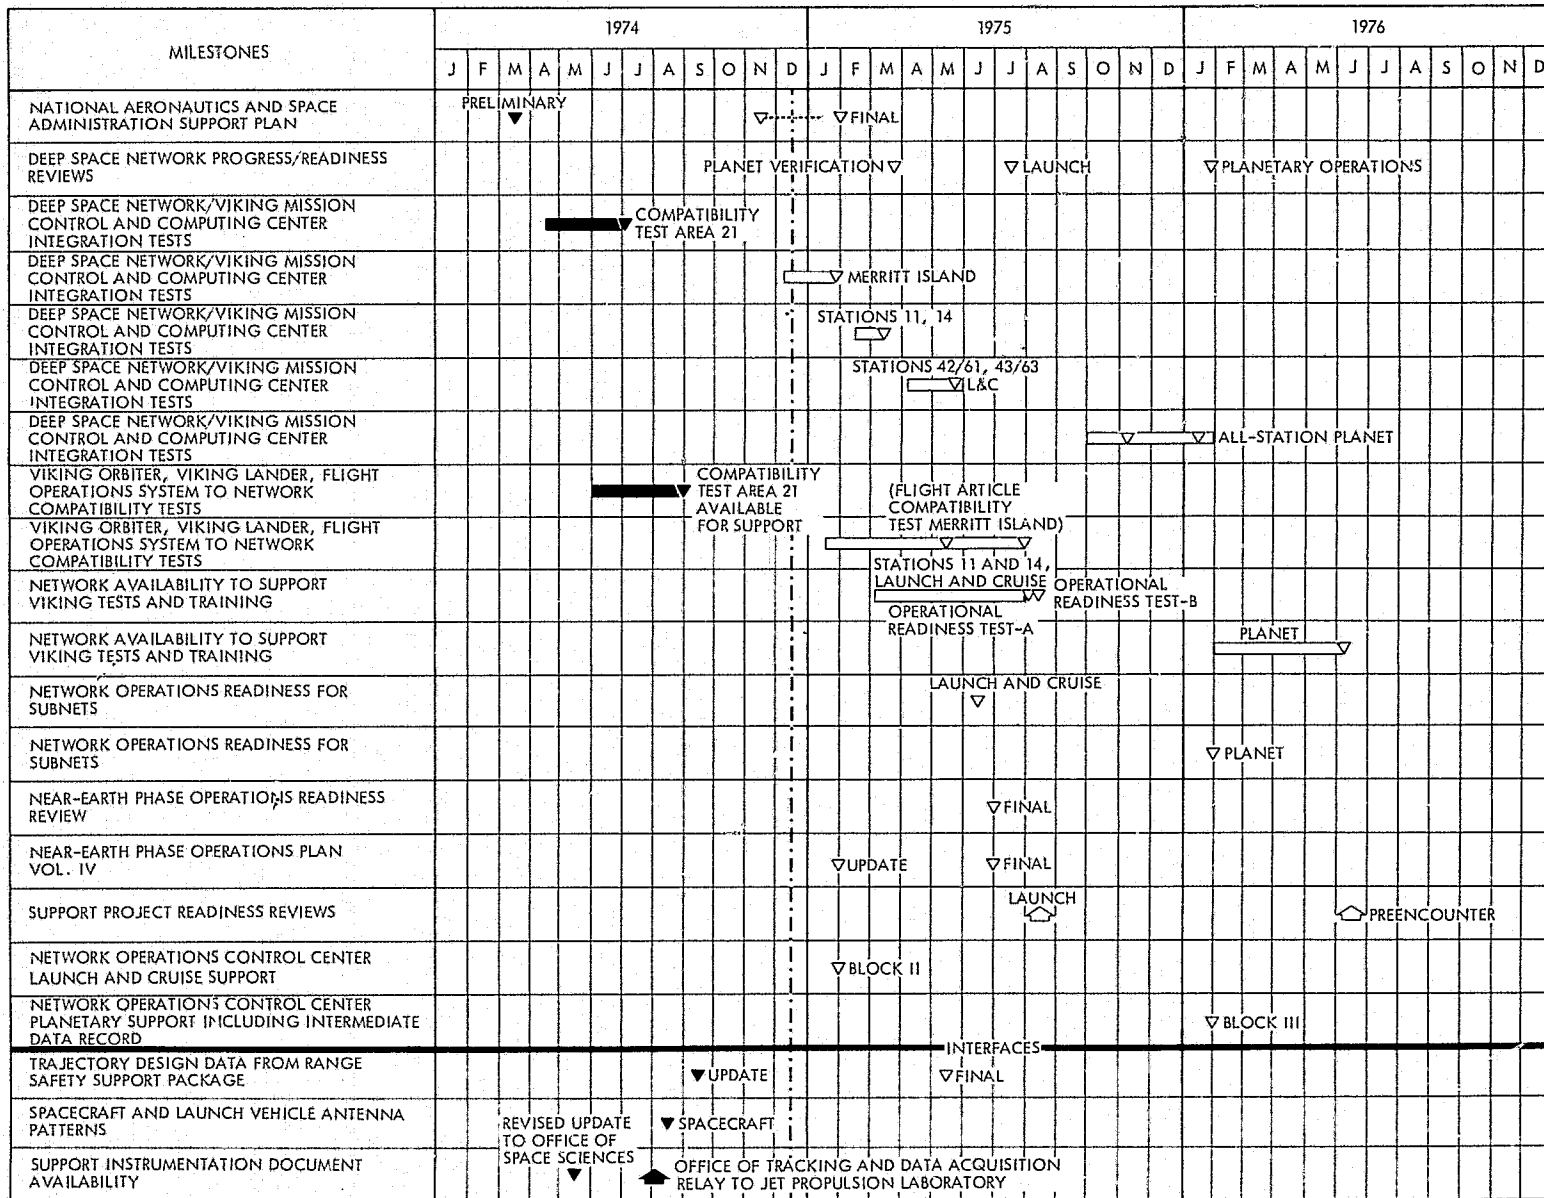 MILESTONES
1974
1975
1976
J F M A M J J A S O N D J F M A M J J A S O N D J F M A M J J A S O N D
NATIONAL AERONAUTICS AND SPACE
ADMINISTRATION SUPPORT PLAN
PRELIMINARY
FINAL
DEEP SPACE NETWORK PROGRESS/READINESS
REVIEWS
PLANET VERIFICATION
LAUNCH
PLANETARY OPERATIONS
DEEP SPACE NETWORK/VIKING MISSION
CONTROL AND COMPUTING CENTER
INTEGRATION TESTS
COMPATIBILITY
TEST AREA 21
DEEP SPACE NETWORK/VIKING MISSION
CONTROL AND COMPUTING CENTER
INTEGRATION TESTS
MERRITT ISLAND
DEEP SPACE NETWORK/VIKING MISSION
CONTROL AND COMPUTING CENTER
INTEGRATION TESTS
STATIONS 11, 14
DEEP SPACE NETWORK/VIKING MISSION
CONTROL AND COMPUTING CENTER
INTEGRATION TESTS
STATIONS 42/61, 43/63
L&C
DEEP SPACE NETWORK/VIKING MISSION
CONTROL AND COMPUTING CENTER
INTEGRATION TESTS
ALL-STATION PLANET
VIKING ORBITER, VIKING LANDER, FLIGHT
OPERATIONS SYSTEM TO NETWORK
COMPATIBILITY TESTS
COMPATIBILITY
TEST AREA 21
AVAILABLE
FOR SUPPORT
VIKING ORBITER, VIKING LANDER, FLIGHT
OPERATIONS SYSTEM TO NETWORK
COMPATIBILITY TESTS
(FLIGHT ARTICLE
COMPATIBILITY
TEST MERRITT ISLAND)
NETWORK AVAILABILITY TO SUPPORT
VIKING TESTS AND TRAINING
STATIONS 11 AND 14,
LAUNCH AND CRUISE
OPERATIONAL
READINESS TEST-B
OPERATIONAL
READINESS TEST-A
NETWORK AVAILABILITY TO SUPPORT
VIKING TESTS AND TRAINING
PLANET
NETWORK OPERATIONS READINESS FOR
SUBNETS
LAUNCH AND CRUISE
NETWORK OPERATIONS READINESS FOR
SUBNETS
PLANET
NEAR-EARTH PHASE OPERATIONS READINESS
REVIEW
FINAL
NEAR-EARTH PHASE OPERATIONS PLAN
VOL. IV
UPDATE
FINAL
SUPPORT PROJECT READINESS REVIEWS
LAUNCH
PREENCOUNTER
NETWORK OPERATIONS CONTROL CENTER
LAUNCH AND CRUISE SUPPORT
BLOCK II
NETWORK OPERATIONS CONTROL CENTER
PLANETARY SUPPORT INCLUDING INTERMEDIATE
DATA RECORD
BLOCK III
INTERFACES
TRAJECTORY DESIGN DATA FROM RANGE
SAFETY SUPPORT PACKAGE
UPDATE
FINAL
SPACECRAFT AND LAUNCH VEHICLE ANTENNA
PATTERNS
SPACECRAFT
SUPPORT INSTRUMENTATION DOCUMENT
AVAILABILITY
REVISED UPDATE
TO OFFICE OF
SPACE SCIENCES
OFFICE OF TRACKING AND DATA ACQUISITION
RELAY TO JET PROPULSION LABORATORY